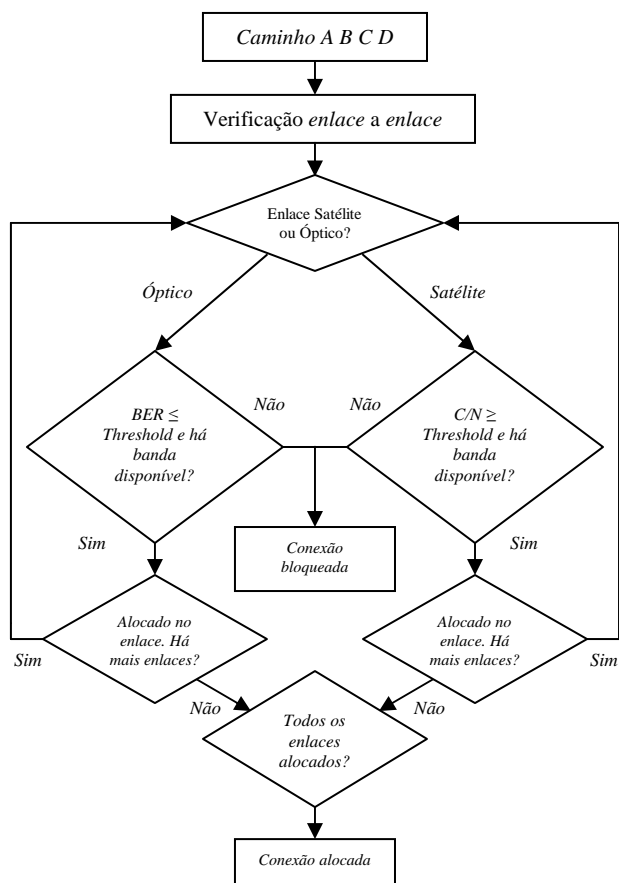 Caminho A B C D
Verificação enlace a enlace
Enlace Satélite
ou Óptico?
Óptico
Satélite
BER ≤
Threshold e há
banda
disponível?
Não
Não
C/N ≥
Threshold e há
banda
disponível?
Sim
Conexão
bloqueada
Sim
Alocado no
enlace. Há
mais enlaces?
Alocado no
enlace. Há
mais enlaces?
Sim
Sim
Não
Não
Todos os
enlaces
alocados?
Conexão alocada